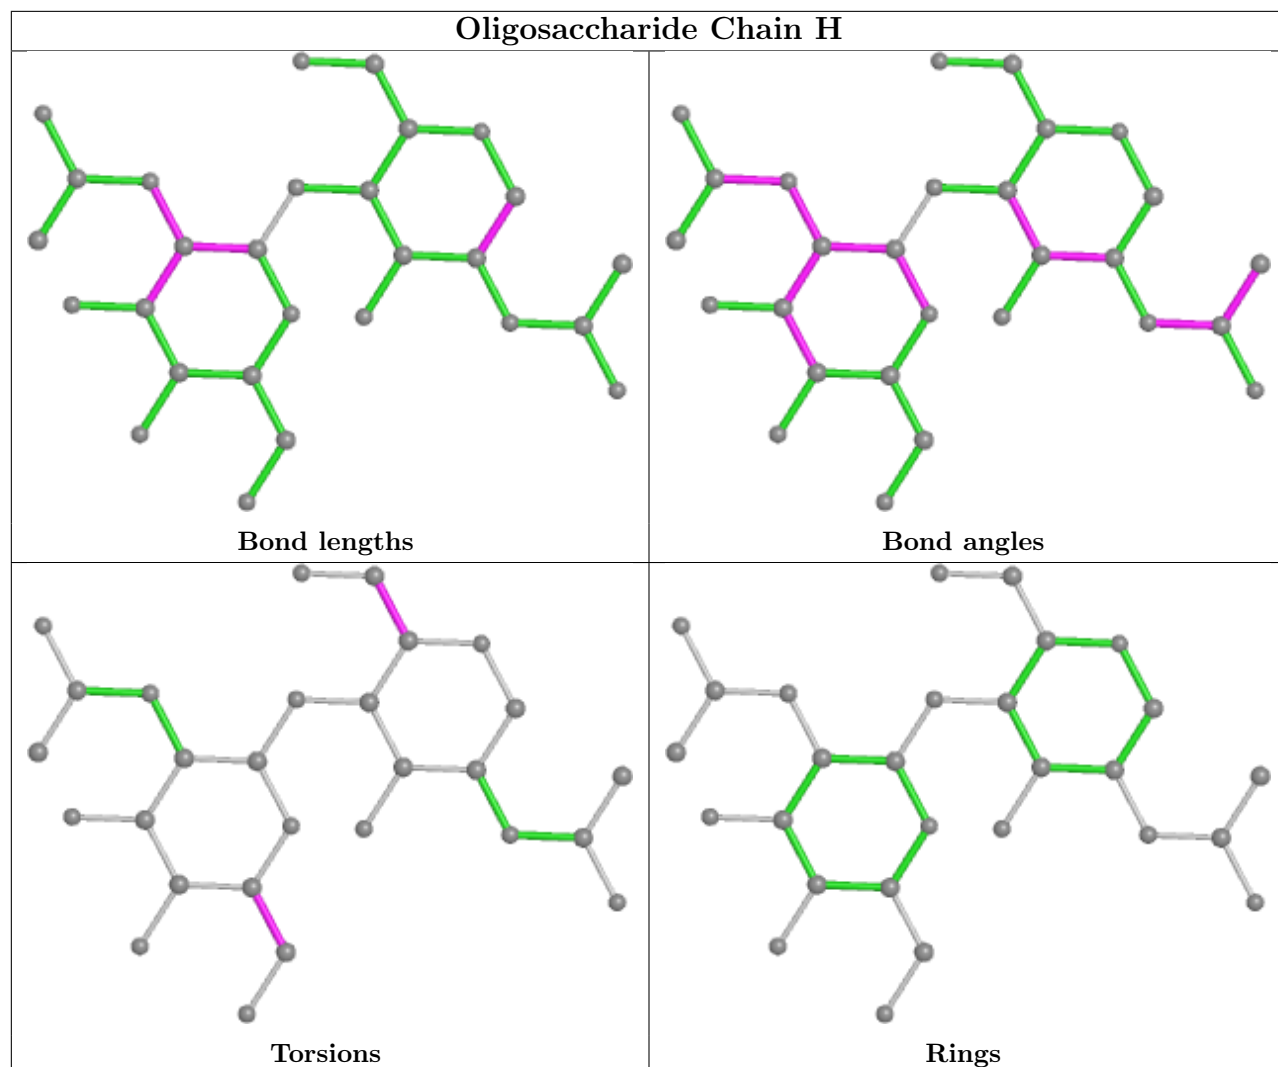 Oligosaccharide Chain H
Bond lengths
Bond angles
Torsions
Rings